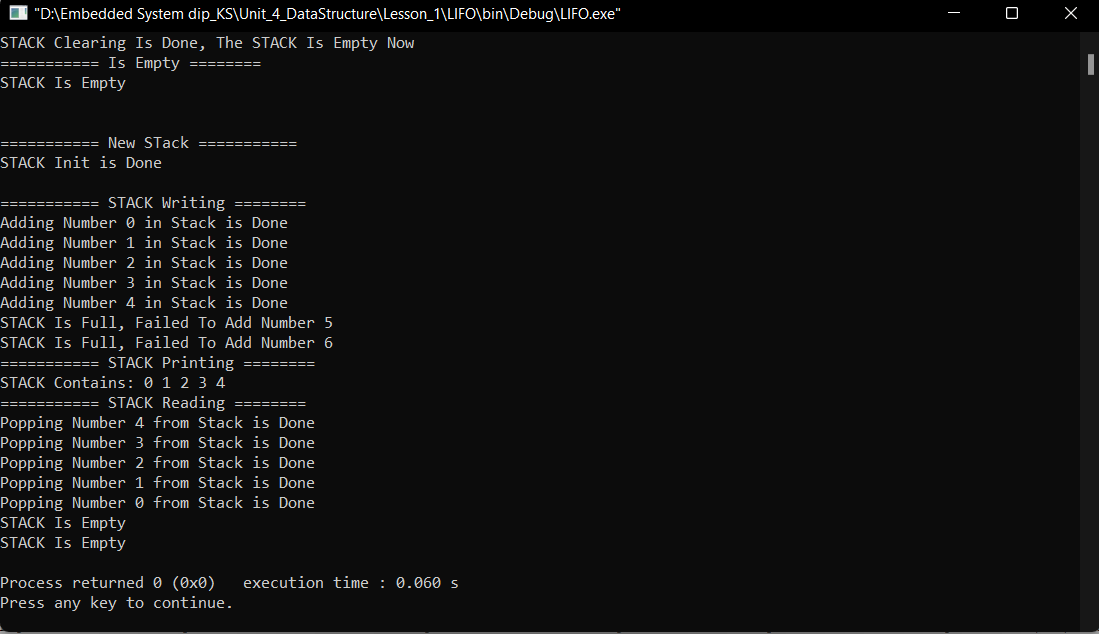 "D:\Embedded System dip_KS\Unit_4_DataStructure\Lesson_1\LIFO\bin\Debug\LIFO.exe"
STACK Clearing Is Done, The STACK Is Empty Now
=========== Is Empty ========
STACK Is Empty
=========== New STack ===========
STACK Init is Done
=========== STACK Writing ========
Adding Number 0 in Stack is Done
Adding Number 1 in Stack is Done
Adding Number 2 in Stack is Done
Adding Number 3 in Stack is Done
Adding Number 4 in Stack is Done
STACK Is Full, Failed To Add Number 5
STACK Is Full, Failed To Add Number 6
=========== STACK Printing ========
STACK Contains: 0 1 2 3 4
=========== STACK Reading ========
Popping Number 4 from Stack is Done
Popping Number 3 from Stack is Done
Popping Number 2 from Stack is Done
Popping Number 1 from Stack is Done
Popping Number 0 from Stack is Done
STACK Is Empty
STACK Is Empty
Process returned 0 (0x0)   execution time : 0.060 s
Press any key to continue.